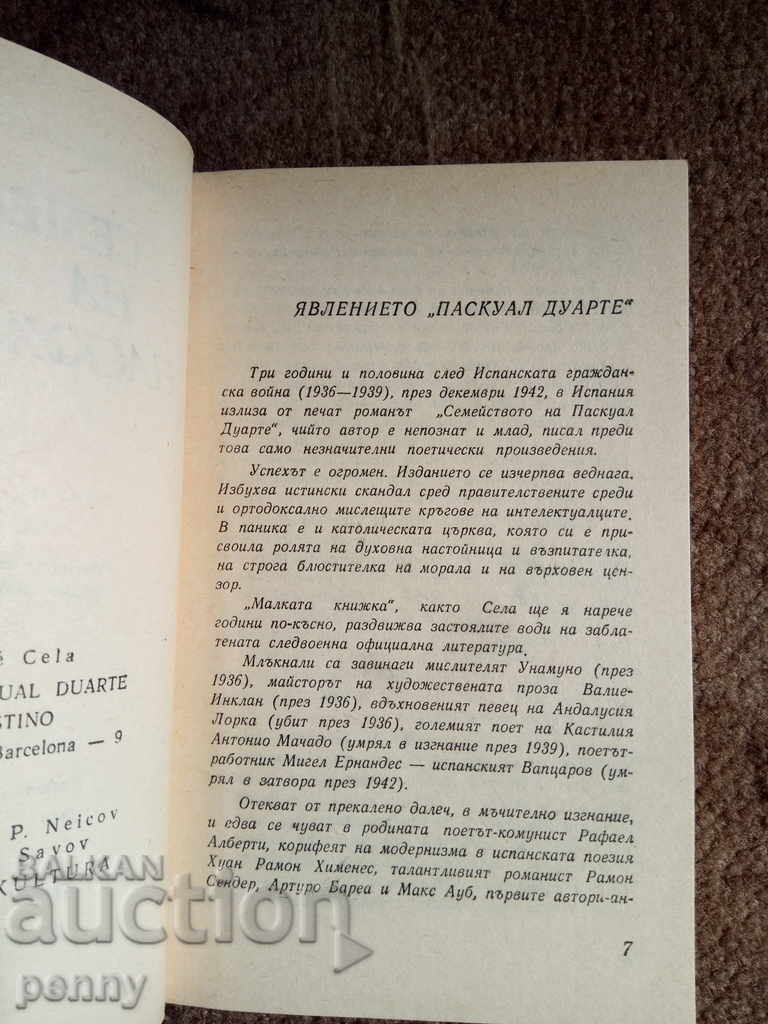 é Cela
UAL DUARTE
STINO
Barcelona — 9
P. Neicov
Savov
KULTURA
ЯВЛЕНИЕТО „ПАСКУАЛ ДУАРТЕ“
Три години и половина след Испанската граждан-
ска война (1936—1939), през декември 1942, в Испания
излиза от печат романът „Семейството на Паскуал
Дуарте“, чийто автор е непознат и млад, писал преди
това само незначителни поетически произведения.
Успехът е огромен. Изданието се изчерпва веднага.
Избухва истински скандал сред правителствените среди
и ортодоксално мислещите кръгове на интелектуалците.
В паника е и католическата църква, която си е при-
своила ролята на духовна настойница и възпитателка,
на строга блюстителка на морала и на върховен цен-
зор.
„Малката книжка“, както Села ще я нарече
години по-късно, раздвижва застоялите води на забла-
тената следвоенна официална литература.
Млъкнали са завинаги мислителят Унамуно (през
1936), майсторът на художествената проза Валие-
Инклан (през 1936), вдъхновеният певец на Андалусия
Лорка (убит през 1936), големият поет на Кастилия
Антонио Мачадо (умрял в изгнание през 1939), поетът-
работник Мигел Ернандес — испанският Вапцаров (ум-
рял в затвора през 1942).
Отекват от прекалено далеч, в мъчително изгнание,
и едва се чуват в родината поетът-комунист Рафаел
Алберти, корифеят на модернизма в испанската поезия
Хуан Рамон Хименес, талантливият романист Рамон
Сендер, Артуро Бареа и Макс Ауб, първите автори-ан-
7
BALKAN
auction
penny